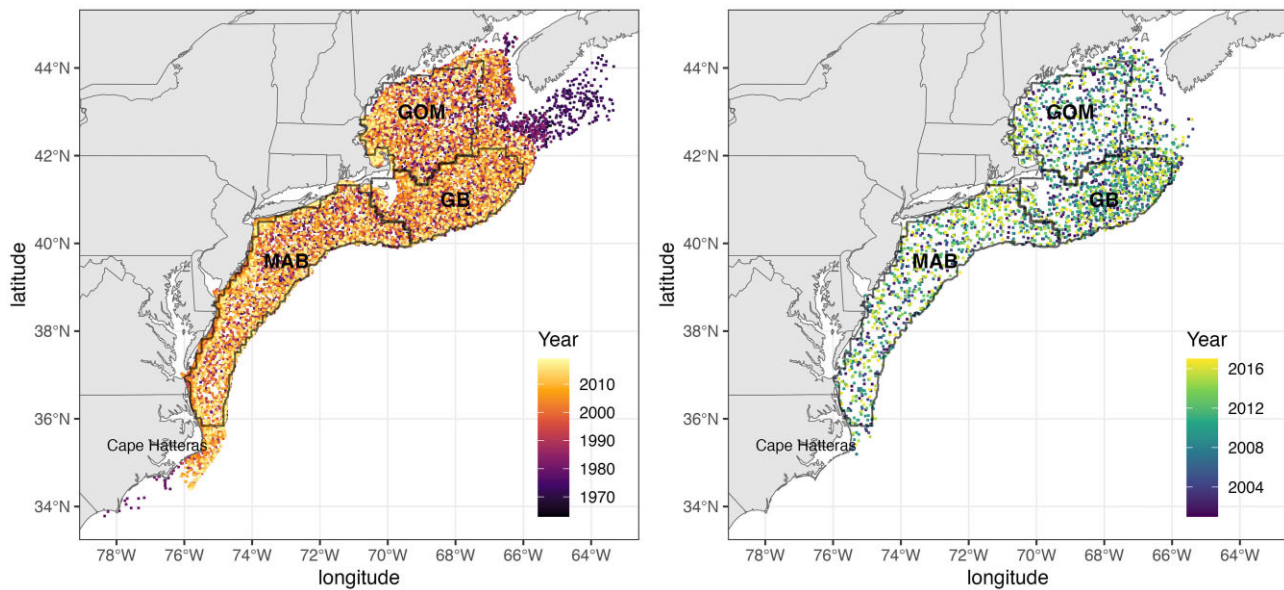 44°N
42°N
40°N
38°N
36°N
34°N
latitude
GOM
GB
MAB
Cape Hatteras
Year
2010
2000
1990
1980
1970
78°W 76°W 74°W 72°W 70°W 68°W 66°W 64°W
longitude
44°N
42°N
40°N
38°N
36°N
34°N
latitude
GOM
GB
MAB
Cape Hatteras
Year
2016
2012
2008
2004
78°W 76°W 74°W 72°W 70°W 68°W 66°W 64°W
longitude